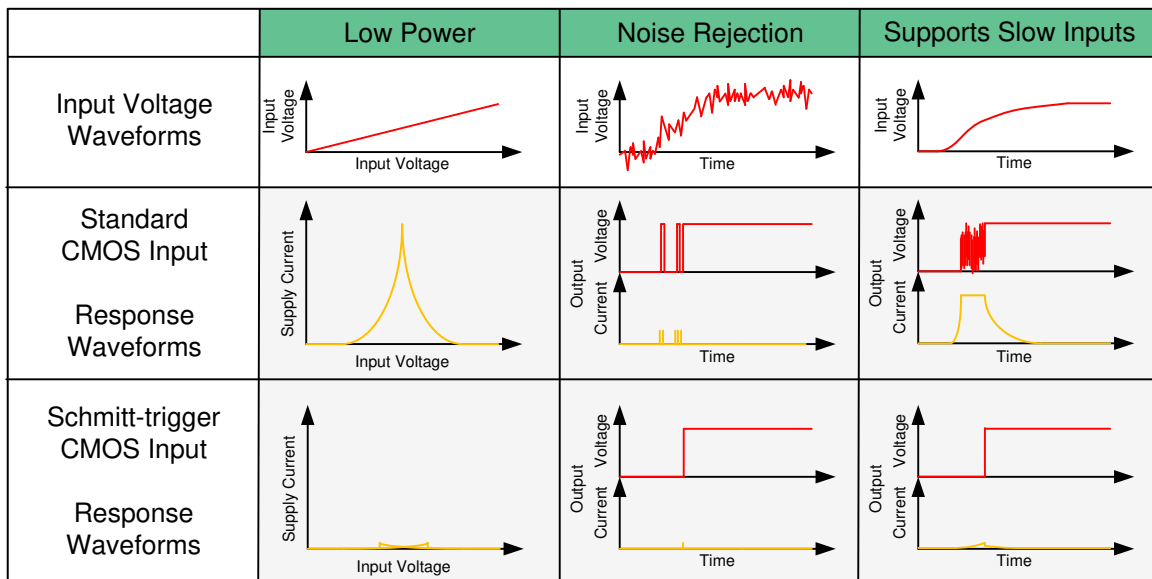 Low Power
Noise Rejection
Supports Slow Inputs
Input Voltage
Waveforms
Input
Voltage
Input Voltage
Input
Voltage
Time
Input
Voltage
Time
Standard
CMOS Input
Response
Waveforms
Supply Current
Input Voltage
Output
Voltage
Current
Time
Output
Voltage
Current
Time
Schmitt-trigger
CMOS Input
Response
Waveforms
Supply Current
Input Voltage
Output
Voltage
Current
Time
Output
Voltage
Current
Time